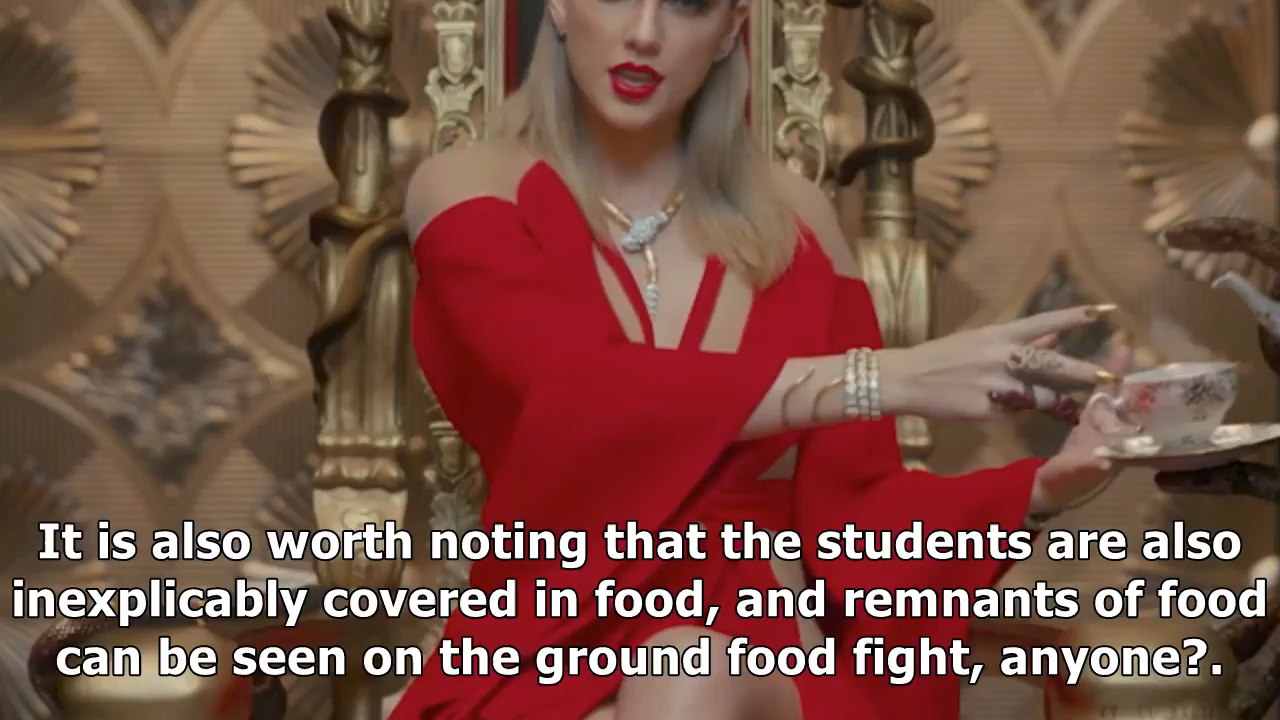 It is also worth noting that the students are also
inexplicably covered in food, and remnants of food
can be seen on the ground food fight, anyone?.